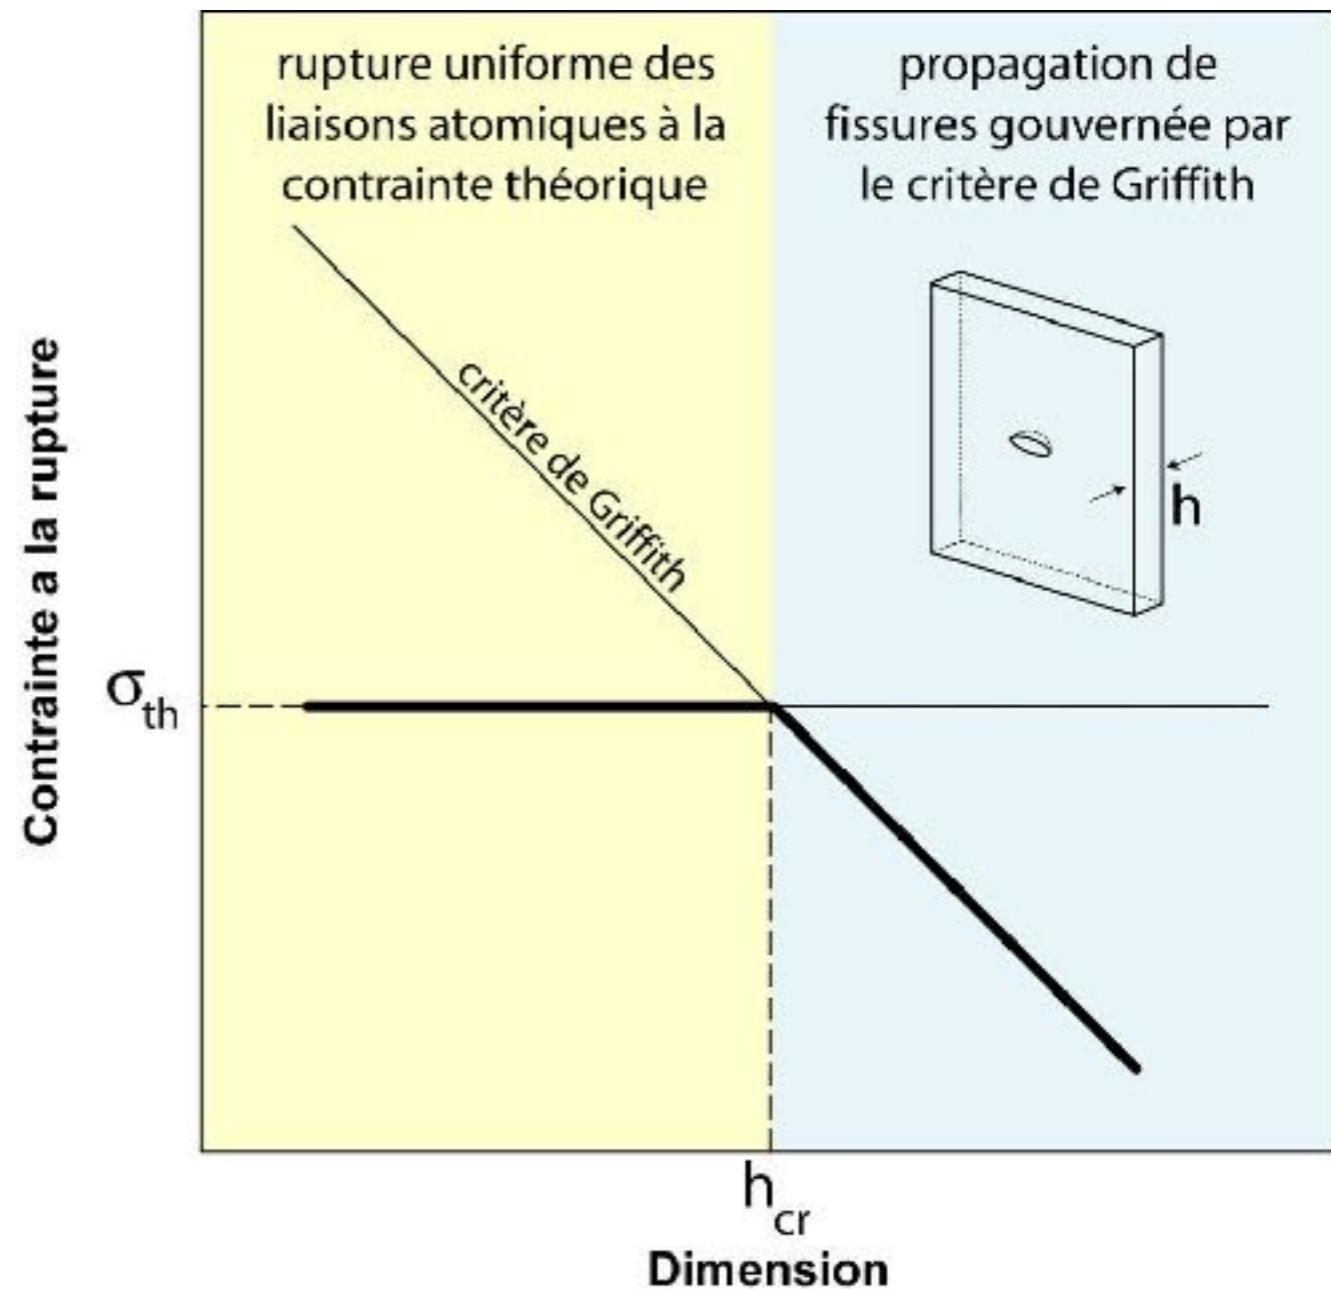 rupture uniforme des
liaisons atomiques à la
contrainte théorique
propagation de
fissures gouvernée par
le critère de Griffith
critère de Griffith
h
Contrainte a la rupture
σth
hcr
Dimension